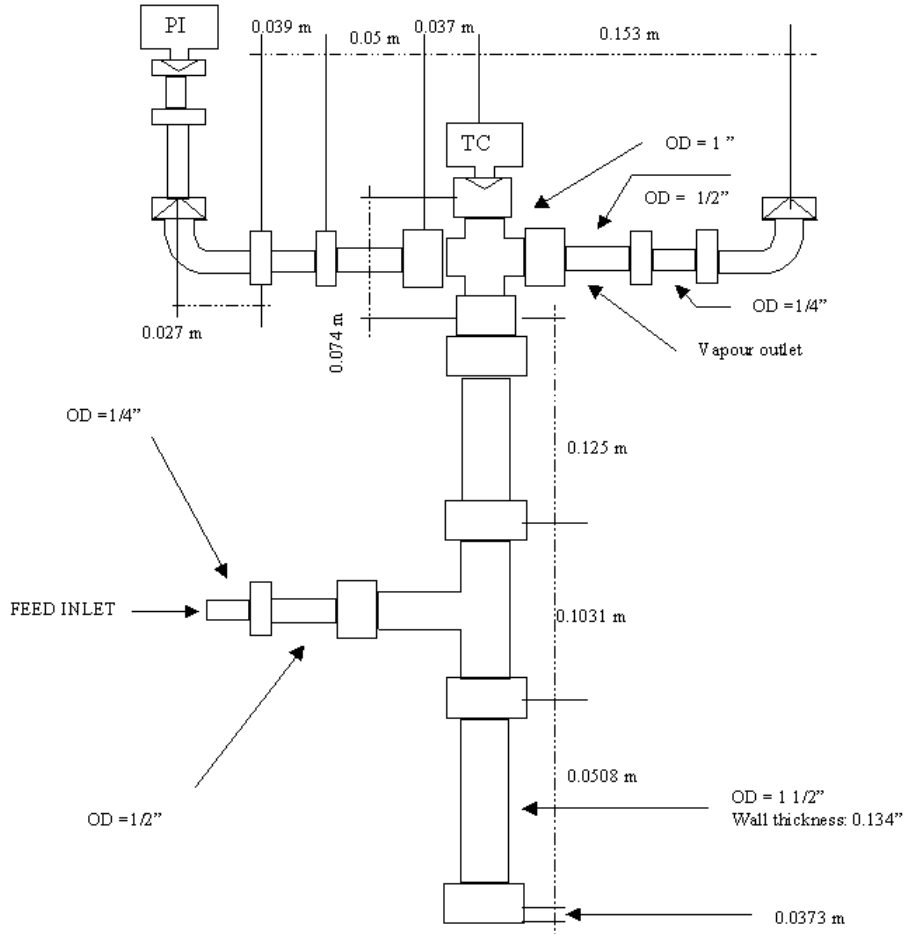 PI
0.039 m
0.05 m
0.037 m
0.153 m
TC
OD = 1 ”
OD = 1/2”
OD =1/4”
Vapour outlet
0.027 m
0.074 m
OD =1/4”
0.125 m
FEED INLET
0.1031 m
0.0508 m
OD =1/2”
OD = 1 1/2”
Wall thickness: 0.134”
0.0373 m